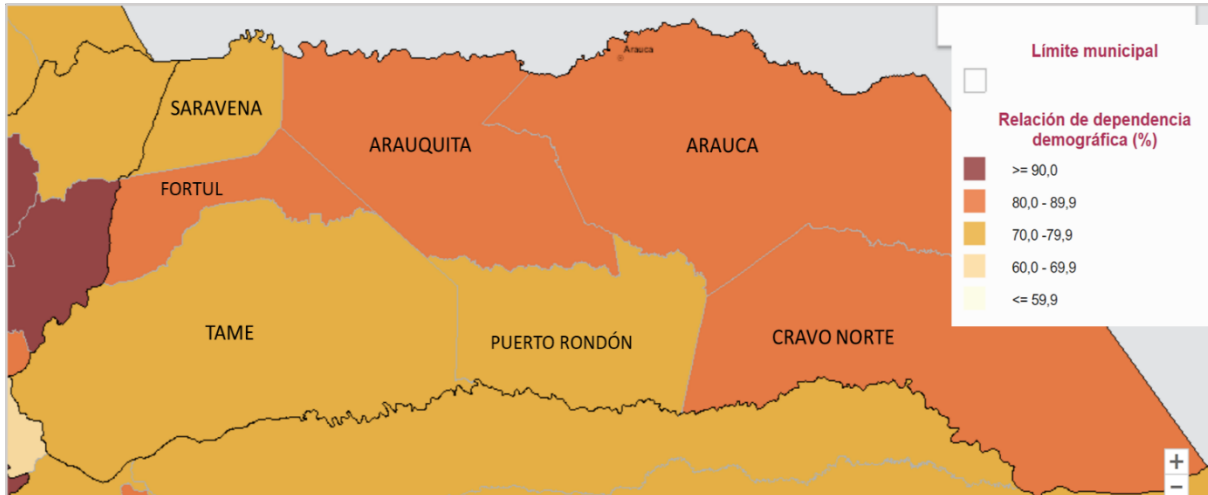 Límite municipal
Relación de dependencia
demográfica (%)
>= 90,0
80,0 - 89,9
70,0 -79,9
60,0 - 69,9
<= 59,9
Arauca
SARAVENA
ARAUQUITA
ARAUCA
FORTUL
TAME
PUERTO RONDÓN
CRAVO NORTE
+
−